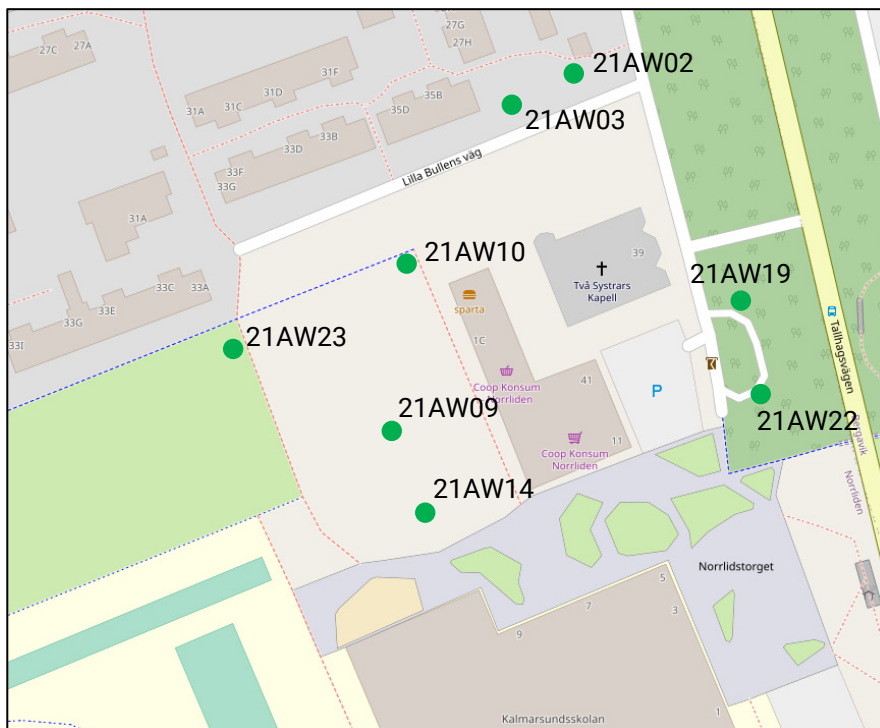 27G
27C
27A
27H
21AW02
31F
31D
35B
31C
31A
35D
21AW03
33B
33D
33F
33G
Lilla Bullens väg
31A
39
21AW10
Två Systrars
Kapell
21AW19
33C
33A
sparta
33E
33G
33I
21AW23
1C
Tallhagsvägen
Coop Konsum
Norrliden
41
P
21AW09
21AW22
Bergavik
11
Coop Konsum
Norrliden
Norrliden
21AW14
Norrlidstorget
5
7
3
9
1
Kalmarsundsskolan